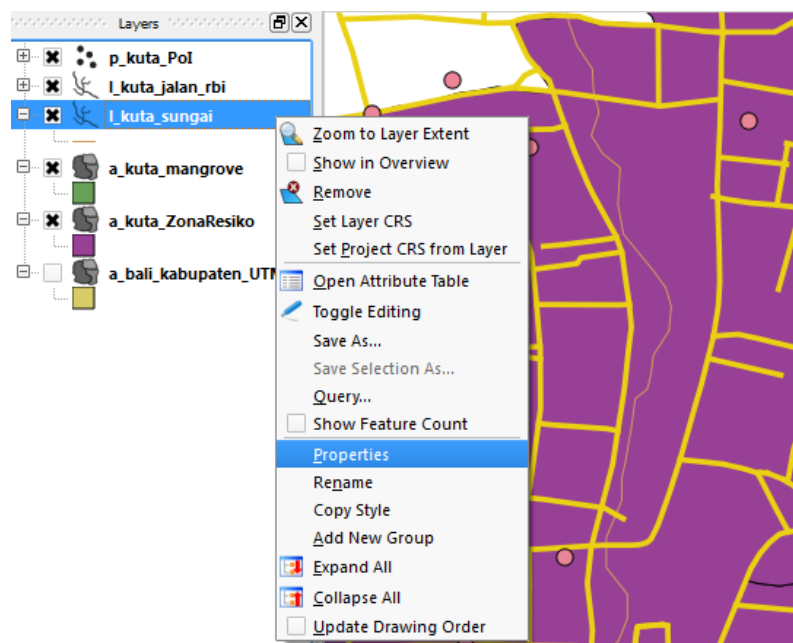 Layers
p_kuta_PoI
l_kuta_jalan_rbi
l_kuta_sungai
a_kuta_mangrove
a_kuta_ZonaResiko
a_bali_kabupaten_UTM
Zoom to Layer Extent
Show in Overview
Remove
Set Layer CRS
Set Project CRS from Layer
Open Attribute Table
Toggle Editing
Save As...
Save Selection As...
Query...
Show Feature Count
Properties
Rename
Copy Style
Add New Group
Expand All
Collapse All
Update Drawing Order